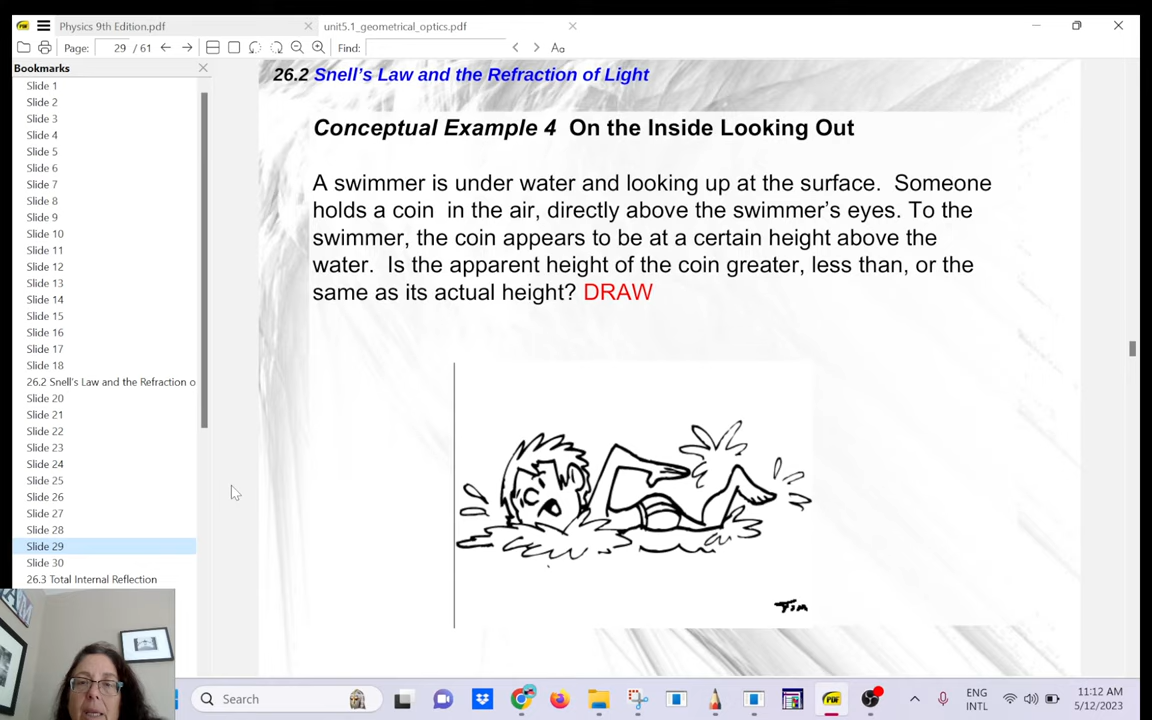 Physics 9th Edition.pdf
unit5.1_geometrical_optics.pdf
Page: 29 / 61
Find:
Aa
Bookmarks
Slide 1
Slide 2
Slide 3
Slide 4
Slide 5
Slide 6
Slide 7
Slide 8
Slide 9
Slide 10
Slide 11
Slide 12
Slide 13
Slide 14
Slide 15
Slide 16
Slide 17
Slide 18
26.2 Snell's Law and the Refraction o
Slide 20
Slide 21
Slide 22
Slide 23
Slide 24
Slide 25
Slide 26
Slide 27
Slide 28
Slide 29
Slide 30
26.3 Total Internal Reflection
26.2 Snell's Law and the Refraction of Light
Conceptual Example 4 On the Inside Looking Out
A swimmer is under water and looking up at the surface. Someone
holds a coin in the air, directly above the swimmer's eyes. To the
swimmer, the coin appears to be at a certain height above the
water. Is the apparent height of the coin greater, less than, or the
same as its actual height? DRAW
TIM
Search
PDF
ENG
INTL
11:12 AM
5/12/2023